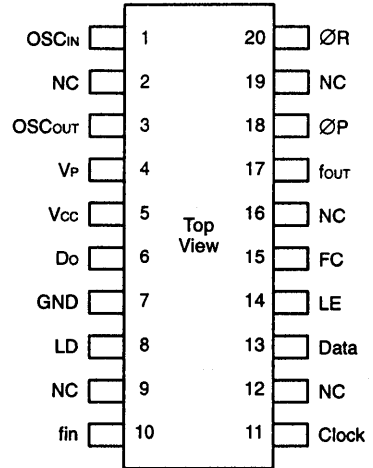 OSCIN 1 20 ØR
NC 2 19 NC
OSCOUT 3 18 ØP
VP 4 17 fOUT
VCC 5 16 NC
Top
View
DO 6 15 FC
GND 7 14 LE
LD 8 13 Data
NC 9 12 NC
fin 10 11 Clock